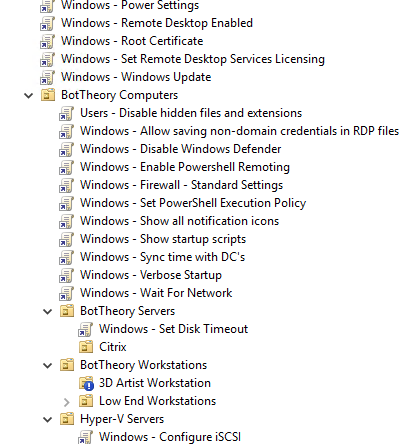 Windows - Power Settings
Windows - Remote Desktop Enabled
Windows - Root Certificate
Windows - Set Remote Desktop Services Licensing
Windows - Windows Update
BotTheory Computers
Users - Disable hidden files and extensions
Windows - Allow saving non-domain credentials in RDP files
Windows - Disable Windows Defender
Windows - Enable Powershell Remoting
Windows - Firewall - Standard Settings
Windows - Set PowerShell Execution Policy
Windows - Show all notification icons
Windows - Show startup scripts
Windows - Sync time with DC's
Windows - Verbose Startup
Windows - Wait For Network
BotTheory Servers
Windows - Set Disk Timeout
Citrix
BotTheory Workstations
3D Artist Workstation
Low End Workstations
Hyper-V Servers
Windows - Configure iSCSI